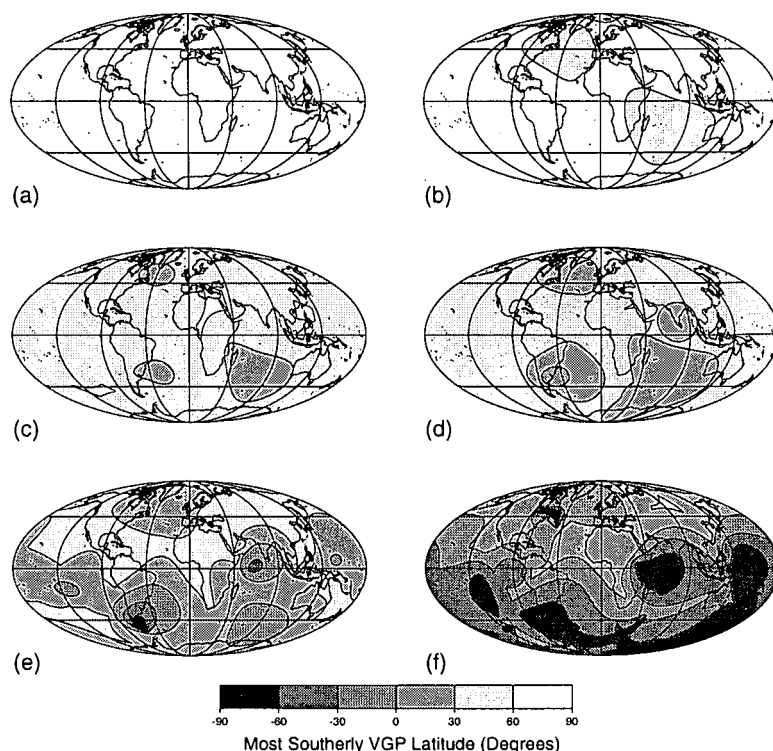 (a)
(b)
(c)
(d)
(e)
(f)
-90 -60 -30 0 30 60 90
Most Southerly VGP Latitude (Degrees)